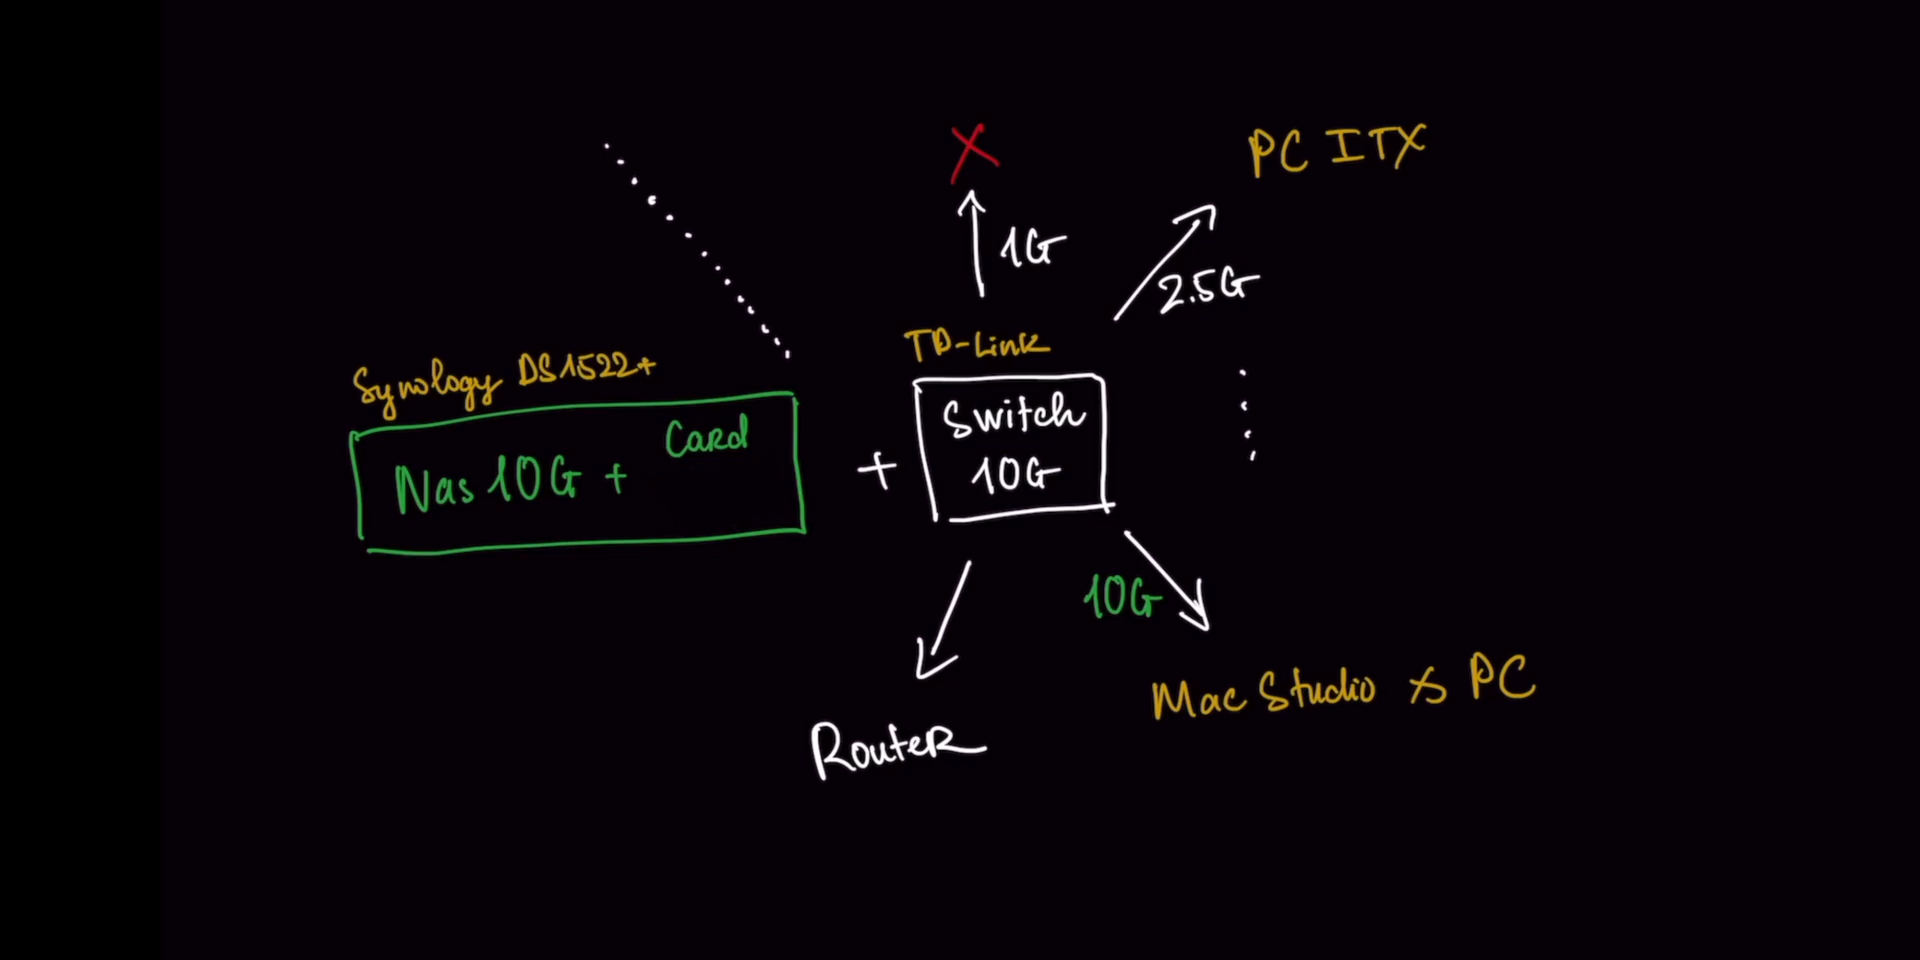 PC ITX
1G
2.5G
TP-Link
Synology DS1522+
Switch
10G
Card
Nas 10G +
+
10G
Mac Studio & PC
Router